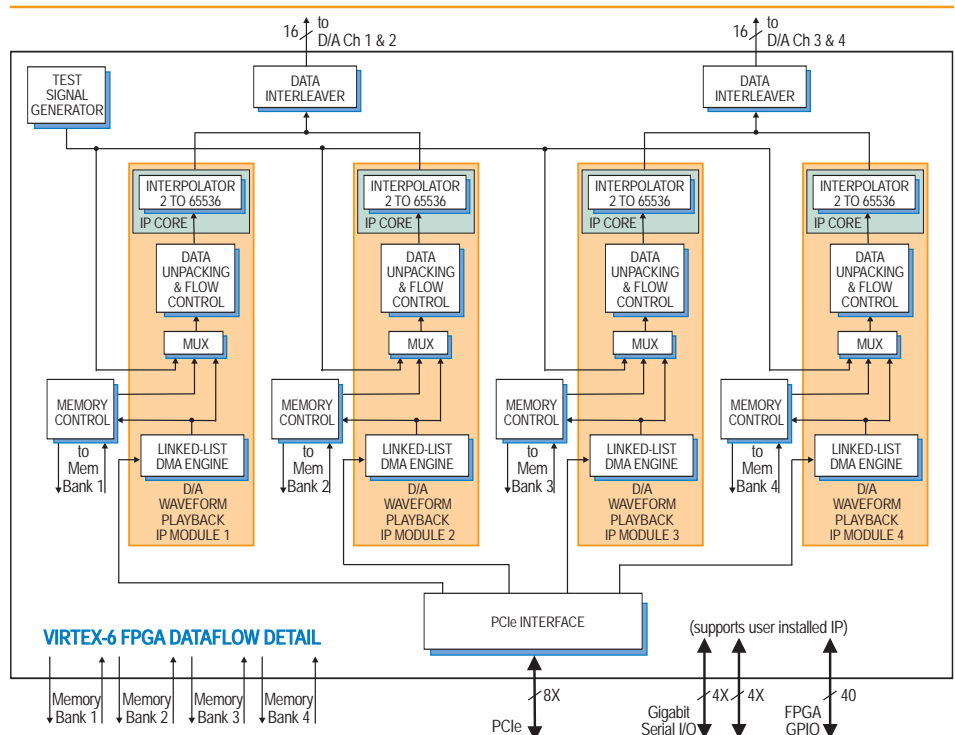 16
to
D/A Ch 1 & 2
16
to
D/A Ch 3 & 4
TEST
SIGNAL
GENERATOR
DATA
INTERLEAVER
DATA
INTERLEAVER
INTERPOLATOR
2 TO 65536
IP CORE
INTERPOLATOR
2 TO 65536
IP CORE
INTERPOLATOR
2 TO 65536
IP CORE
INTERPOLATOR
2 TO 65536
IP CORE
DATA
UNPACKING
& FLOW
CONTROL
DATA
UNPACKING
& FLOW
CONTROL
DATA
UNPACKING
& FLOW
CONTROL
DATA
UNPACKING
& FLOW
CONTROL
MUX
MUX
MUX
MUX
MEMORY
CONTROL
MEMORY
CONTROL
MEMORY
CONTROL
MEMORY
CONTROL
to
Mem
Bank 1
to
Mem
Bank 2
to
Mem
Bank 3
to
Mem
Bank 4
LINKED-LIST
DMA ENGINE
LINKED-LIST
DMA ENGINE
LINKED-LIST
DMA ENGINE
LINKED-LIST
DMA ENGINE
D/A
WAVEFORM
PLAYBACK
IP MODULE 1
D/A
WAVEFORM
PLAYBACK
IP MODULE 2
D/A
WAVEFORM
PLAYBACK
IP MODULE 3
D/A
WAVEFORM
PLAYBACK
IP MODULE 4
PCIe INTERFACE
VIRTEX-6 FPGA DATAFLOW DETAIL
(supports user installed IP)
Memory
Bank 1
Memory
Bank 2
Memory
Bank 3
Memory
Bank 4
8X
PCIe
4X
4X
Gigabit
Serial I/O
40
FPGA
GPIO